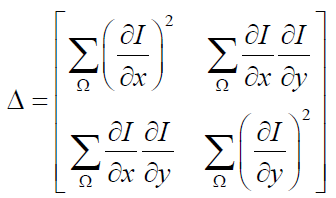 Δ = [ ∑_Ω (∂I/∂x)² ∑_Ω ∂I/∂x ∂I/∂y
∑_Ω ∂I/∂x ∂I/∂y ∑_Ω (∂I/∂y)² ]